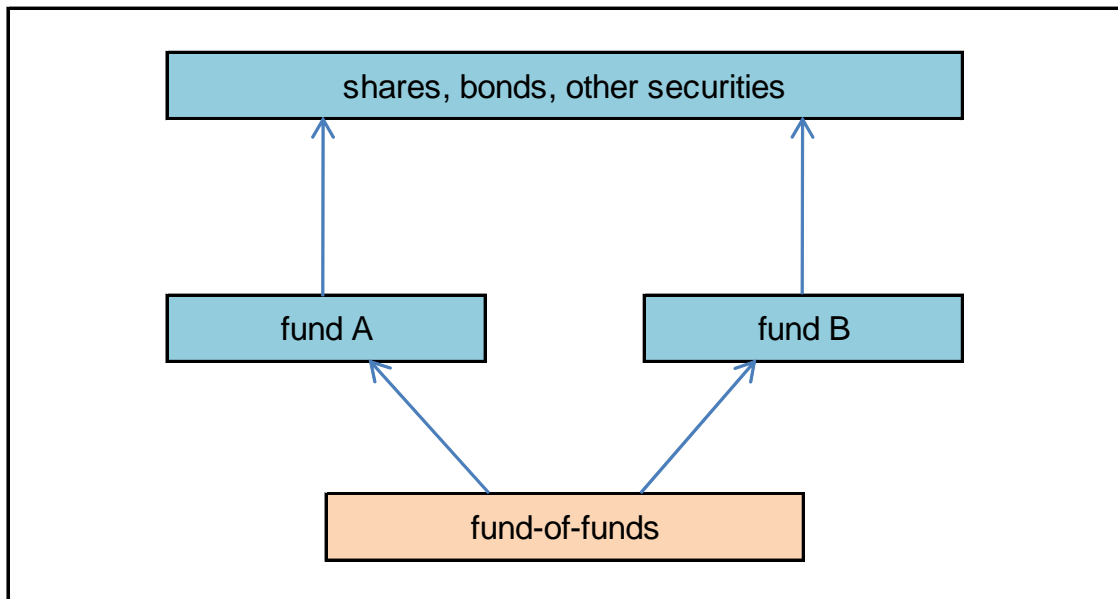 shares, bonds, other securities
fund A
fund B
fund-of-funds